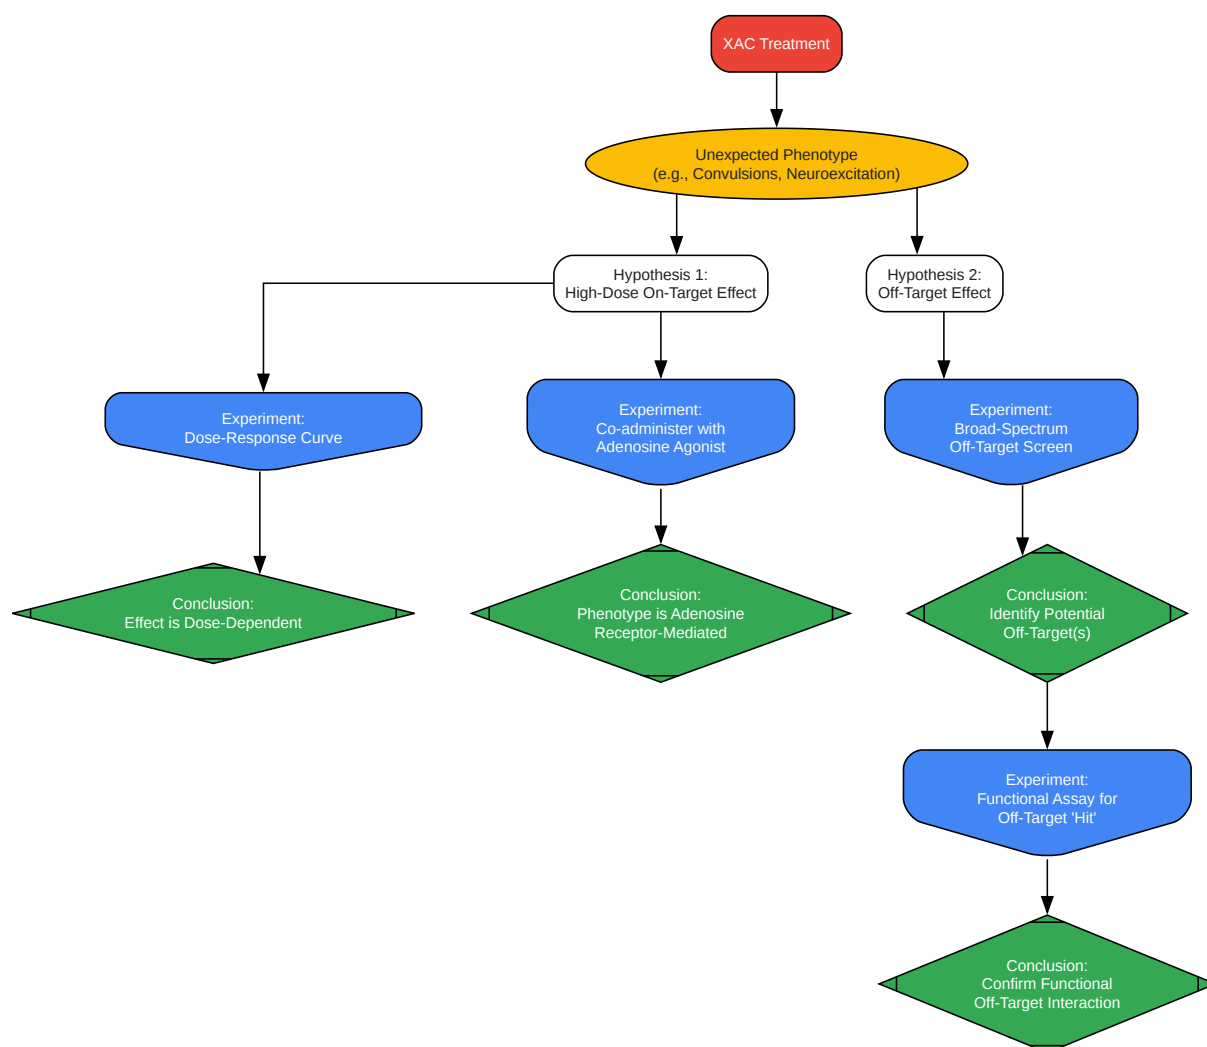 XAC Treatment
Unexpected Phenotype
(e.g., Convulsions, Neuroexcitation)
Hypothesis 1:
High-Dose On-Target Effect
Hypothesis 2:
Off-Target Effect
Experiment:
Dose-Response Curve
Experiment:
Co-administer with
Adenosine Agonist
Experiment:
Broad-Spectrum
Off-Target Screen
Conclusion:
Effect is Dose-Dependent
Conclusion:
Phenotype is Adenosine
Receptor-Mediated
Conclusion:
Identify Potential
Off-Target(s)
Experiment:
Functional Assay for
Off-Target 'Hit'
Conclusion:
Confirm Functional
Off-Target Interaction